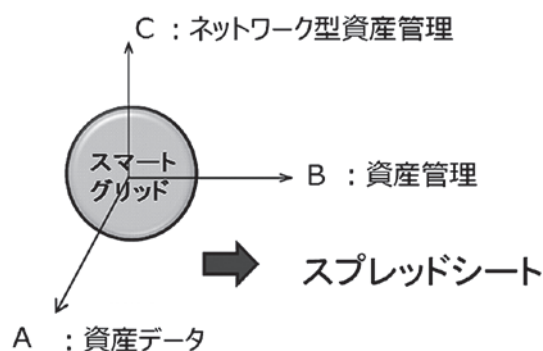 C ：ネットワーク型資産管理
スマート
グリッド
B ：資産管理
スプレッドシート
A ：資産データ